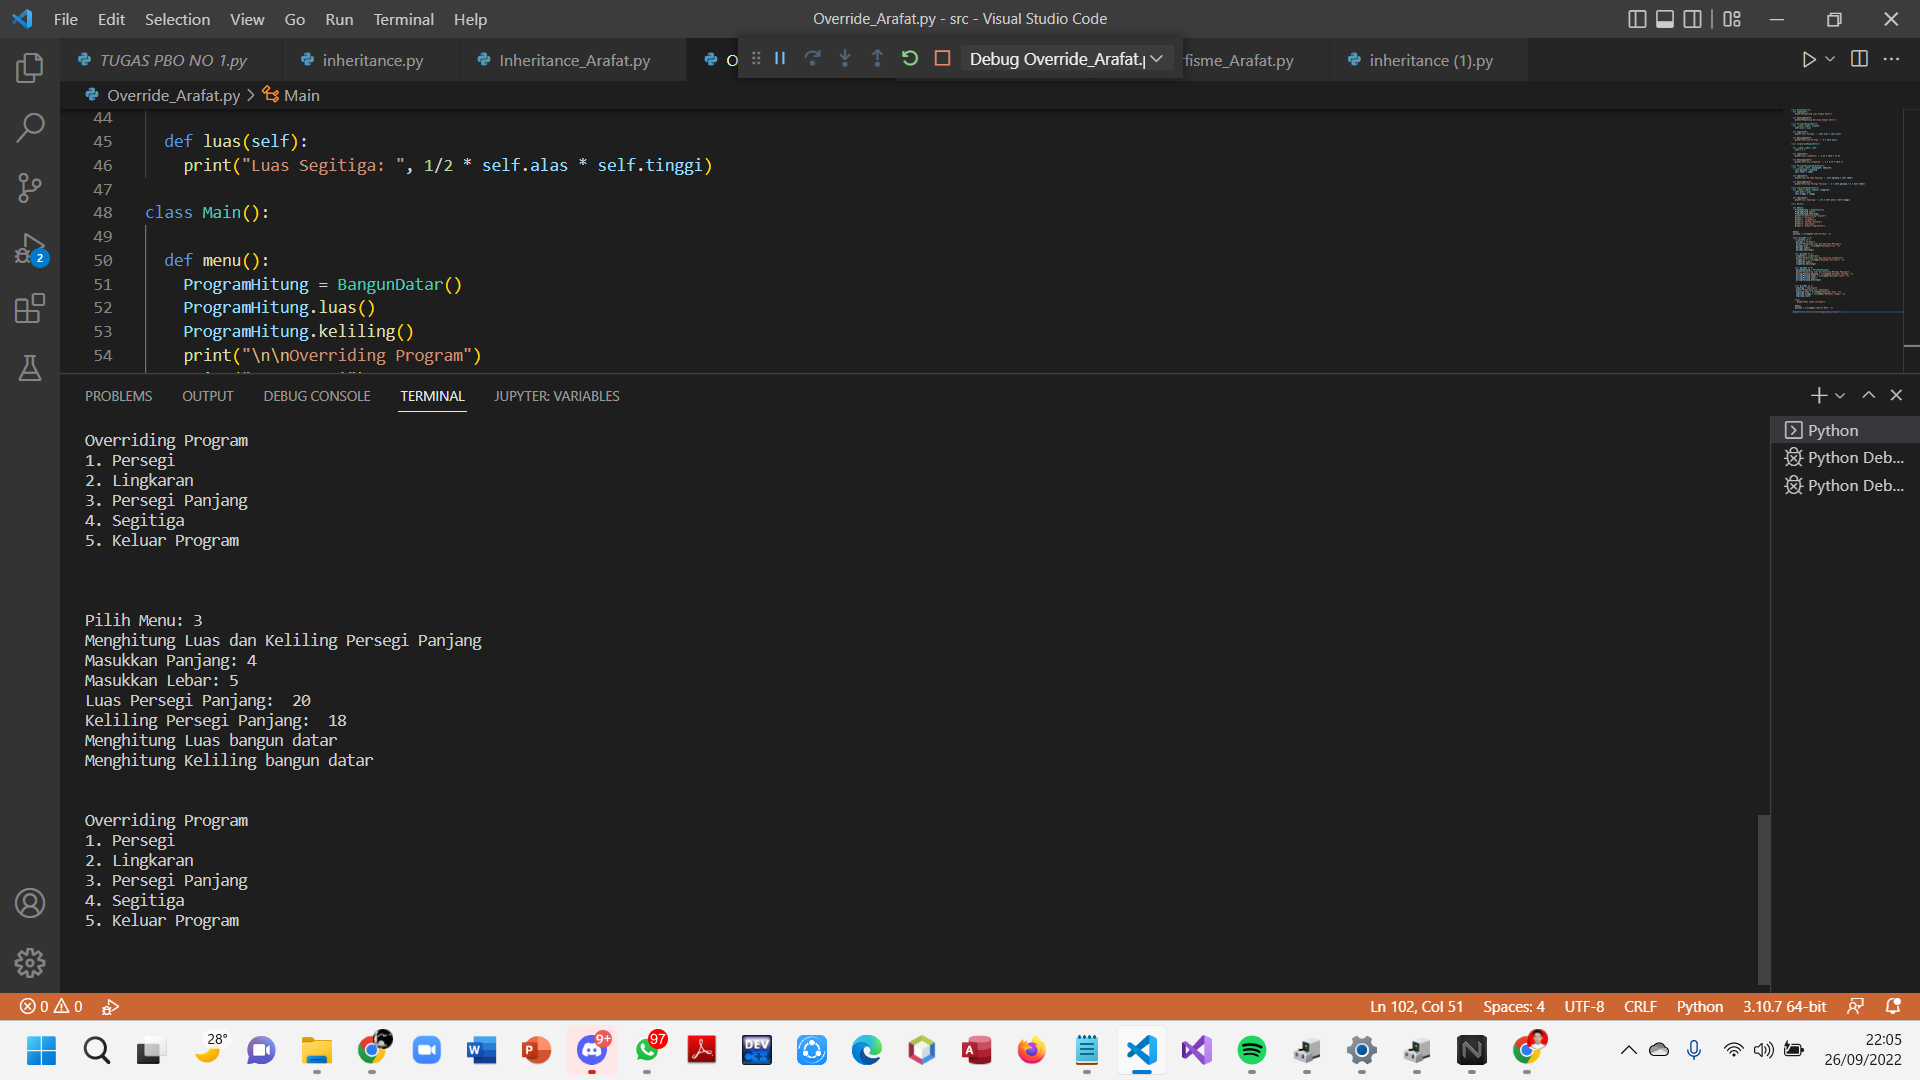 File Edit Selection View Go Run Terminal Help
Override_Arafat.py - src - Visual Studio Code
TUGAS PBO NO 1.py inheritance.py Inheritance_Arafat.py O Debug Override_Arafat. rfisme_Arafat.py inheritance (1).py
Override_Arafat.py > Main
44
45 def luas(self):
46 print("Luas Segitiga: ", 1/2 * self.alas * self.tinggi)
47
48 class Main():
49
50 def menu():
51 ProgramHitung = BangunDatar()
52 ProgramHitung.luas()
53 ProgramHitung.keliling()
54 print("\n\nOverriding Program")
PROBLEMS OUTPUT DEBUG CONSOLE TERMINAL JUPYTER: VARIABLES
Overriding Program
1. Persegi
2. Lingkaran
3. Persegi Panjang
4. Segitiga
5. Keluar Program
Pilih Menu: 3
Menghitung Luas dan Keliling Persegi Panjang
Masukkan Panjang: 4
Masukkan Lebar: 5
Luas Persegi Panjang:  20
Keliling Persegi Panjang:  18
Menghitung Luas bangun datar
Menghitung Keliling bangun datar
Overriding Program
1. Persegi
2. Lingkaran
3. Persegi Panjang
4. Segitiga
5. Keluar Program
Python
Python Deb...
Python Deb...
2
0 0 Ln 102, Col 51 Spaces: 4 UTF-8 CRLF Python 3.10.7 64-bit
28° 9+ 97 DEV C++
22:05
26/09/2022